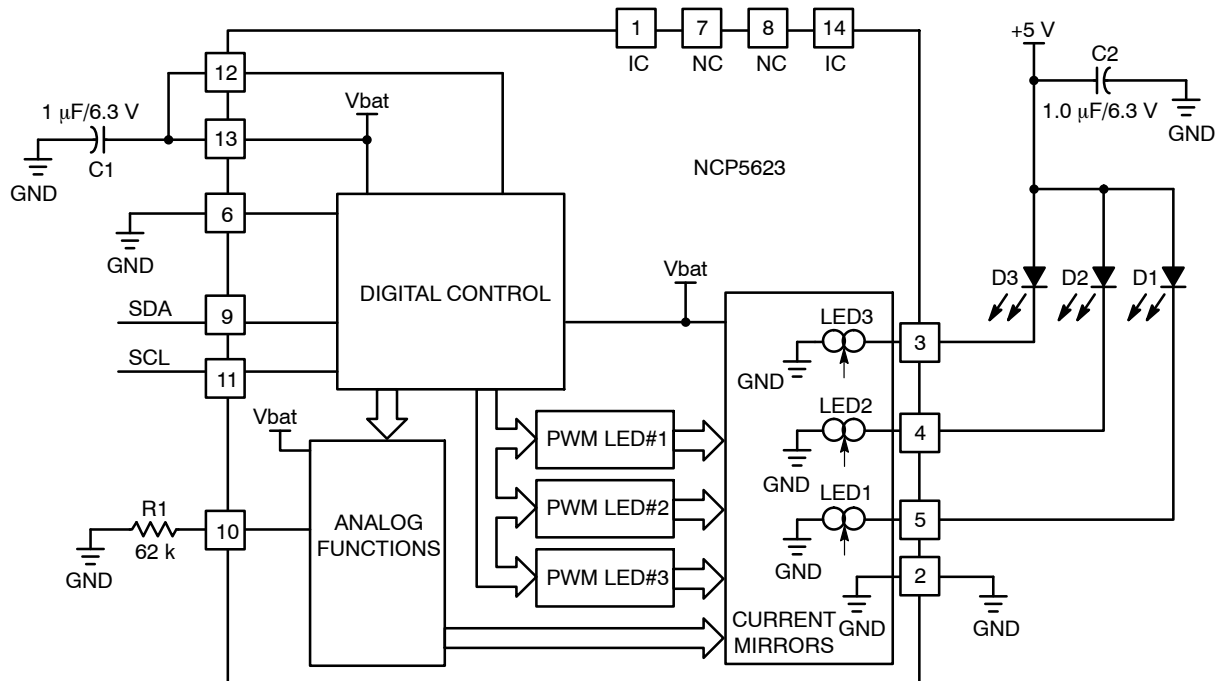 1 7 8 14
IC NC NC IC
+5 V
C2
1.0 μF/6.3 V
GND
12
1 μF/6.3 V
Vbat
13
C1
GND
NCP5623
6
GND
DIGITAL CONTROL
Vbat
SDA
9
SCL
11
D3 D2 D1
LED3
3
GND
LED2
4
GND
LED1
5
GND
2
GND
GND
Vbat
PWM LED#1
PWM LED#2
PWM LED#3
R1
10
62 k
GND
ANALOG
FUNCTIONS
CURRENT
MIRRORS